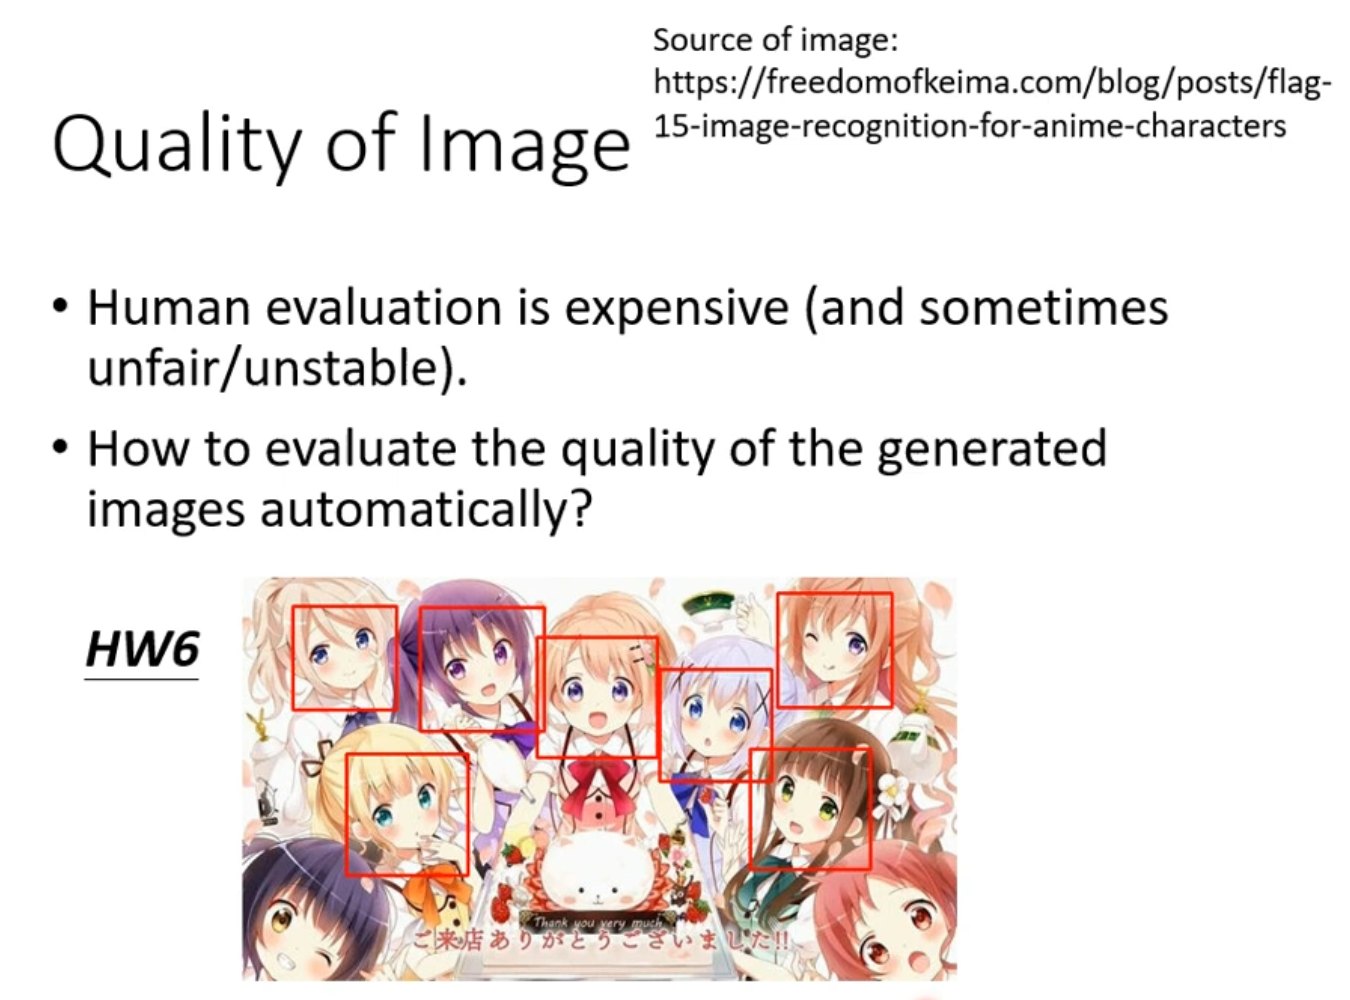 Source of image:
https://freedomofkeima.com/blog/posts/flag-
15-image-recognition-for-anime-characters
Quality of Image
• Human evaluation is expensive (and sometimes
unfair/unstable).
• How to evaluate the quality of the generated
images automatically?
HW6
Thank you very much
ご来店ありがとうございました!!